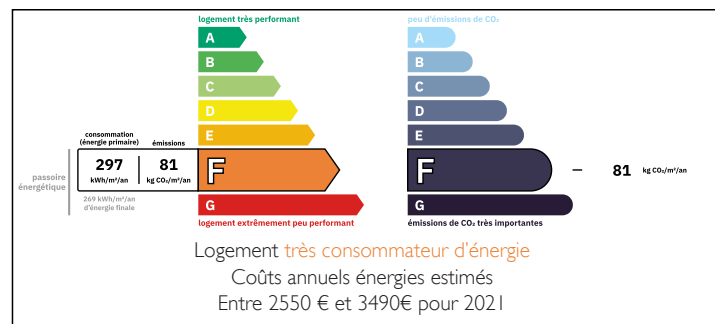 logement très performant
A
B
C
D
E
consommation
(énergie primaire)
émissions
passoire
énergétique
297
kWh/m²/an
81
kg CO₂/m²/an
F
269 kWh/m²/an
d'énergie finale
G
logement extrêmement peu performant
peu d'émissions de CO₂
A
B
C
D
E
F
81 kg CO₂/m²/an
G
émissions de CO₂ très importantes
Logement très consommateur d'énergie
Coûts annuels énergies estimés
Entre 2550 € et 3490€ pour 2021